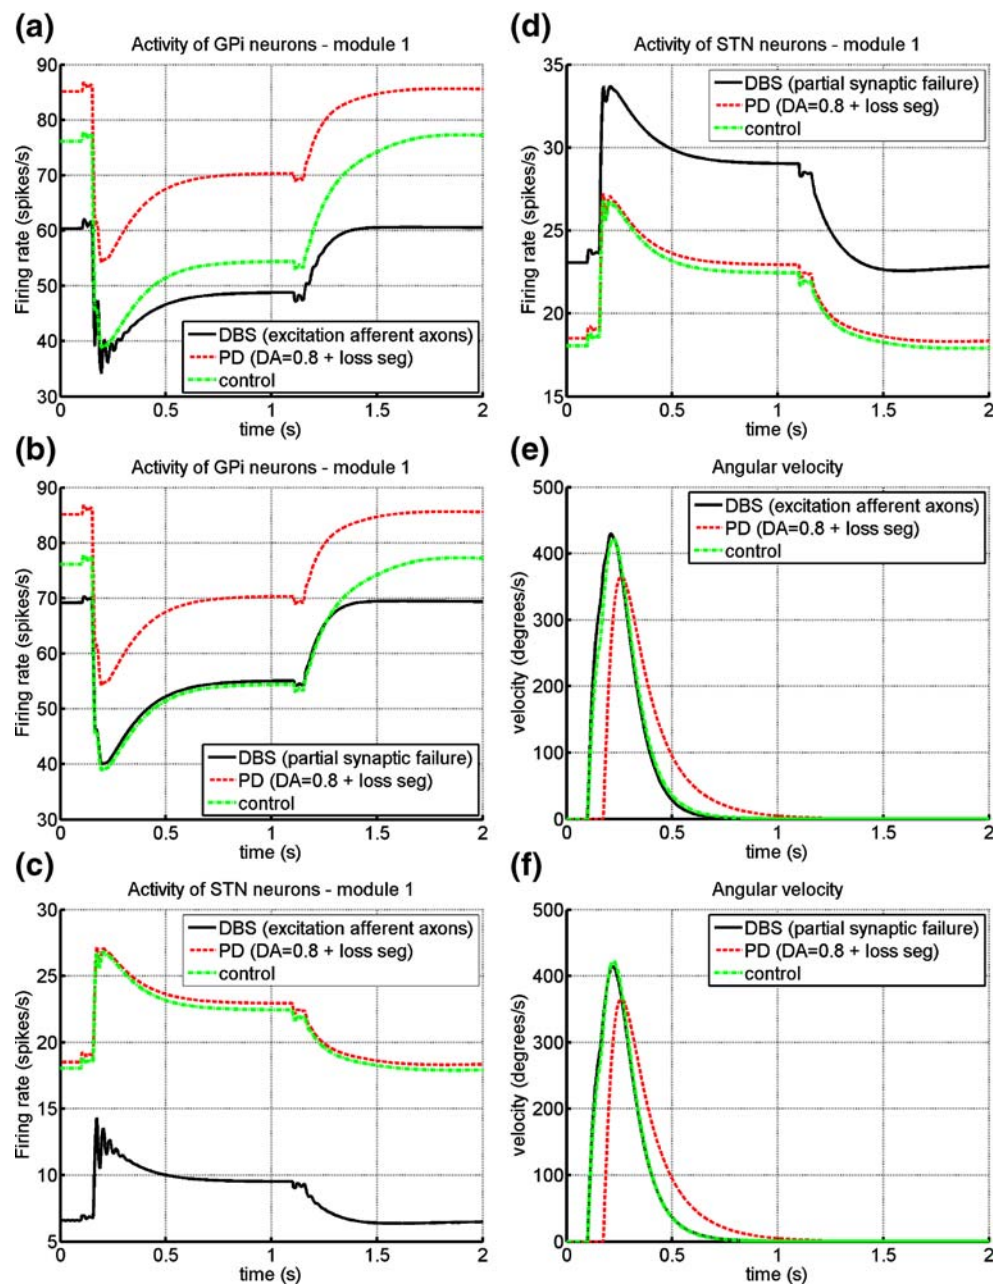 (a)
Activity of GPi neurons - module 1
90
80
70
60
50
40
30
Firing rate (spikes/s)
DBS (excitation afferent axons)
PD (DA=0.8 + loss seg)
control
0 0.5 1 1.5 2
time (s)
(b)
Activity of GPi neurons - module 1
90
80
70
60
50
40
30
Firing rate (spikes/s)
DBS (partial synaptic failure)
PD (DA=0.8 + loss seg)
control
0 0.5 1 1.5 2
time (s)
(c)
Activity of STN neurons - module 1
30
25
20
15
10
5
Firing rate (spikes/s)
DBS (excitation afferent axons)
PD (DA=0.8 + loss seg)
control
0 0.5 1 1.5 2
time (s)
(d)
Activity of STN neurons - module 1
35
31
27
23
19
15
Firing rate (spikes/s)
DBS (partial synaptic failure)
PD (DA=0.8 + loss seg)
control
0 0.5 1 1.5 2
time (s)
(e)
Angular velocity
500
400
300
200
100
0
velocity (degrees/s)
DBS (excitation afferent axons)
PD (DA=0.8 + loss seg)
control
0 0.5 1 1.5 2
time (s)
(f)
Angular velocity
500
400
300
200
100
0
velocity (degrees/s)
DBS (partial synaptic failure)
PD (DA=0.8 + loss seg)
control
0 0.5 1 1.5 2
time (s)